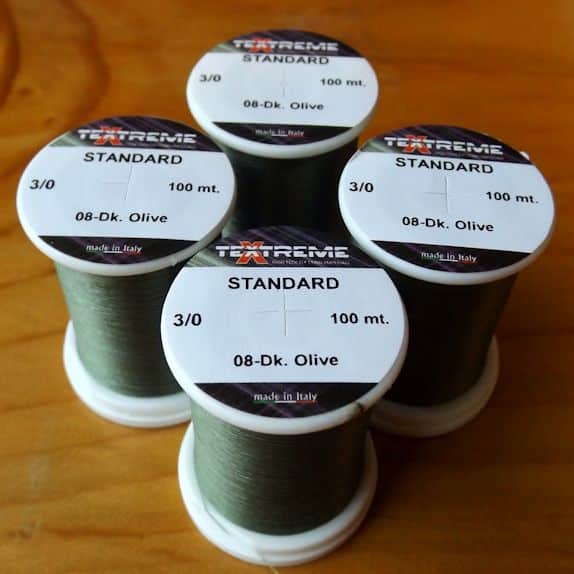 TEXTREME
STANDARD
3/0 100 mt.
08-Dk. Olive
made in Italy
TEXTREME
STANDARD
3/0 100 mt.
08-Dk. Olive
made in Italy
TEXTREME
STANDARD
3/0 100 mt.
08-Dk. Olive
made in Italy
TEXTREME
STANDARD
3/0 100 mt.
08-Dk. Olive
made in Italy